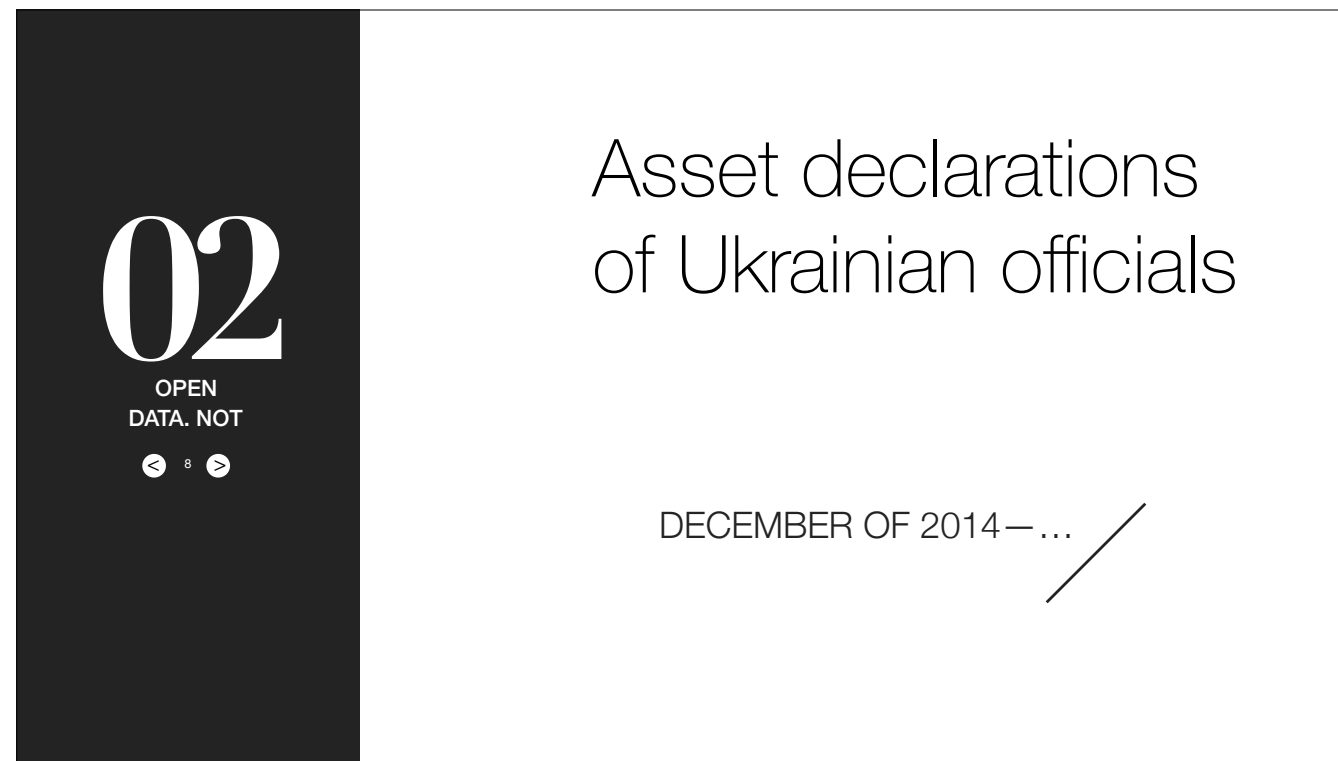 02
OPEN
DATA. NOT
< 8 >
Asset declarations
of Ukrainian officials
DECEMBER OF 2014—…